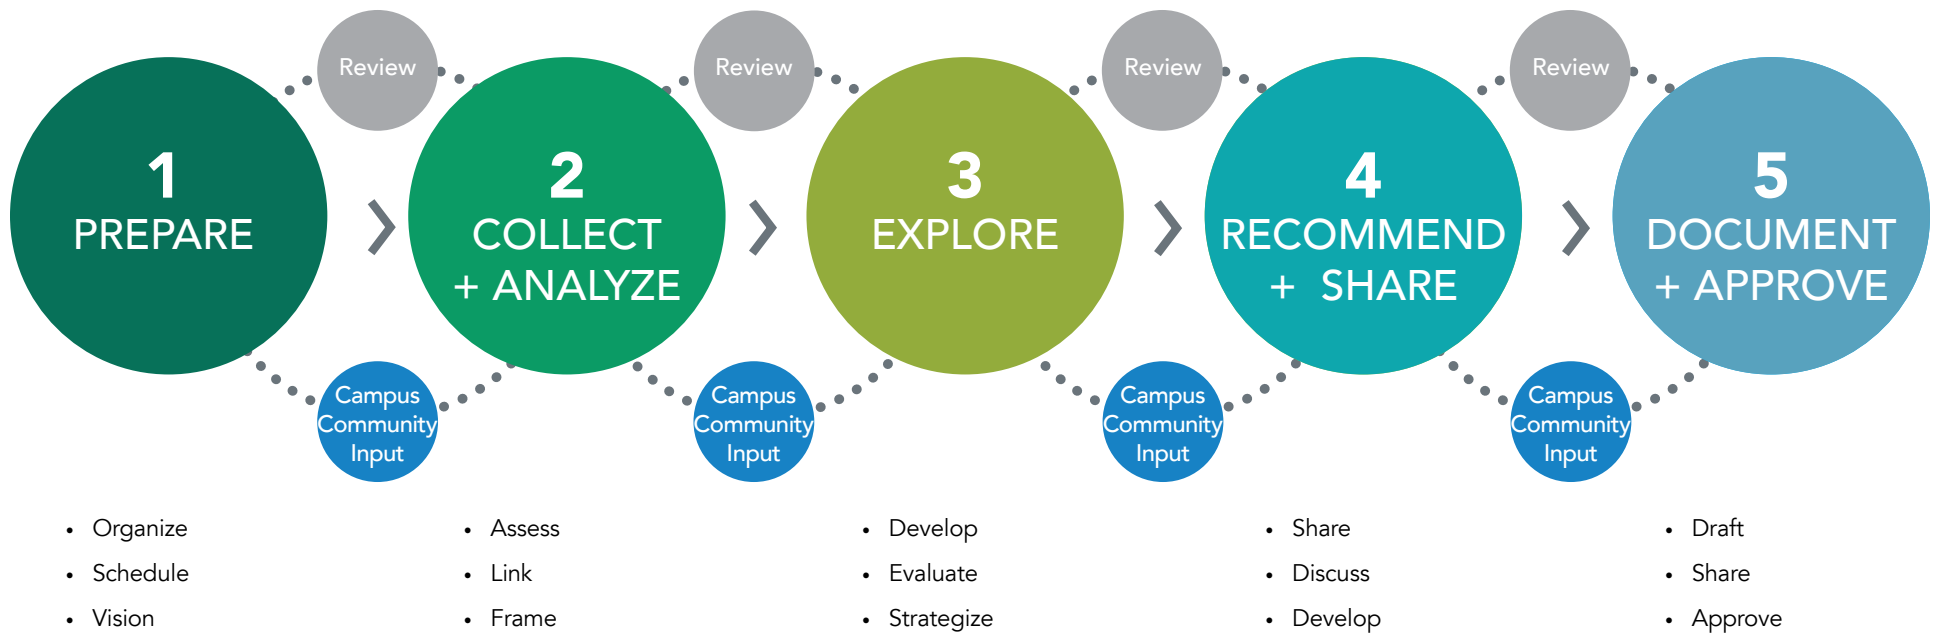 Review
Review
Review
Review
1
PREPARE
2
COLLECT
+ ANALYZE
3
EXPLORE
4
RECOMMEND
+ SHARE
5
DOCUMENT
+ APPROVE
Campus
Community
Input
Campus
Community
Input
Campus
Community
Input
Campus
Community
Input
• Organize
• Schedule
• Vision
• Assess
• Link
• Frame
• Develop
• Evaluate
• Strategize
• Share
• Discuss
• Develop
• Draft
• Share
• Approve